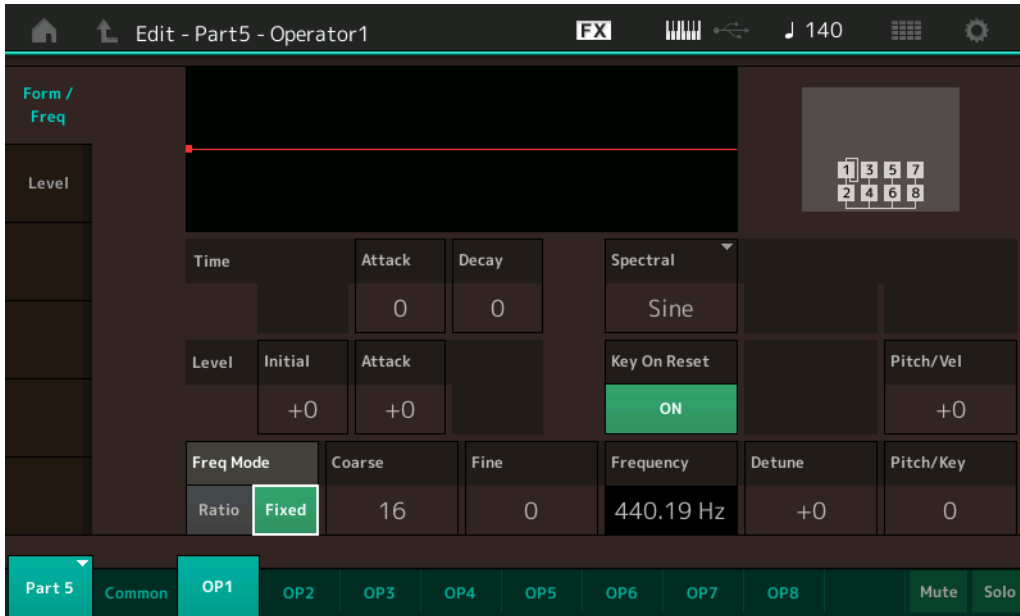 Edit - Part5 - Operator1 FX 140
Form /
Freq
Level
1 3 5 7
2 4 6 8
Time Attack Decay Spectral
0 0 Sine
Level Initial Attack Key On Reset Pitch/Vel
+0 +0 ON +0
Freq Mode Coarse Fine Frequency Detune Pitch/Key
Ratio Fixed 16 0 440.19 Hz +0 0
Part 5 Common OP1 OP2 OP3 OP4 OP5 OP6 OP7 OP8 Mute Solo